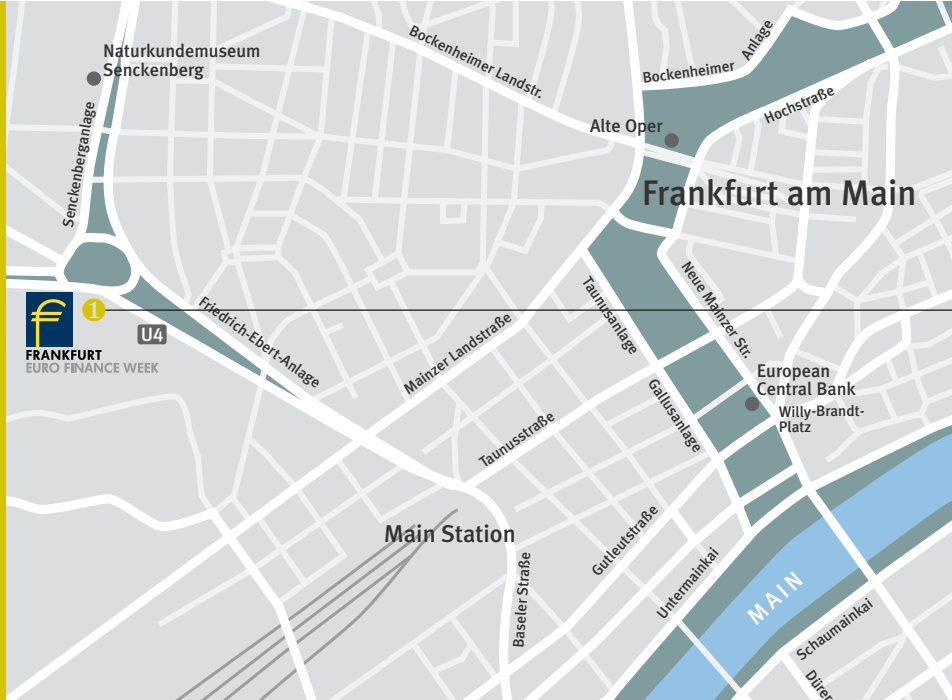 Naturkundemuseum
Senckenberg
Senckenberganlage
Bockenheimer Landstr.
Bockenheimer
Anlage
Hochstraße
Alte Oper
Frankfurt am Main
1
U4
FRANKFURT
EURO FINANCE WEEK
Friedrich-Ebert-Anlage
Mainzer Landstraße
Taunusanlage
Neue Mainzer Str.
Gallusanlage
European
Central Bank
Willy-Brandt-
Platz
Taunusstraße
Main Station
Baseler Straße
Gutleutstraße
Untermainkai
MAIN
Schaumainkai
Dürer